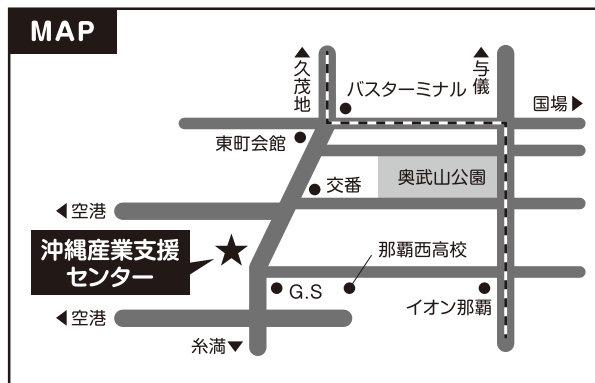 MAP
▲久茂地
▲与儀
バスターミナル
国場▶
東町会館
奥武山公園
交番
◀空港
沖縄産業支援
センター
那覇西高校
G.S
イオン那覇
◀空港
糸満▼